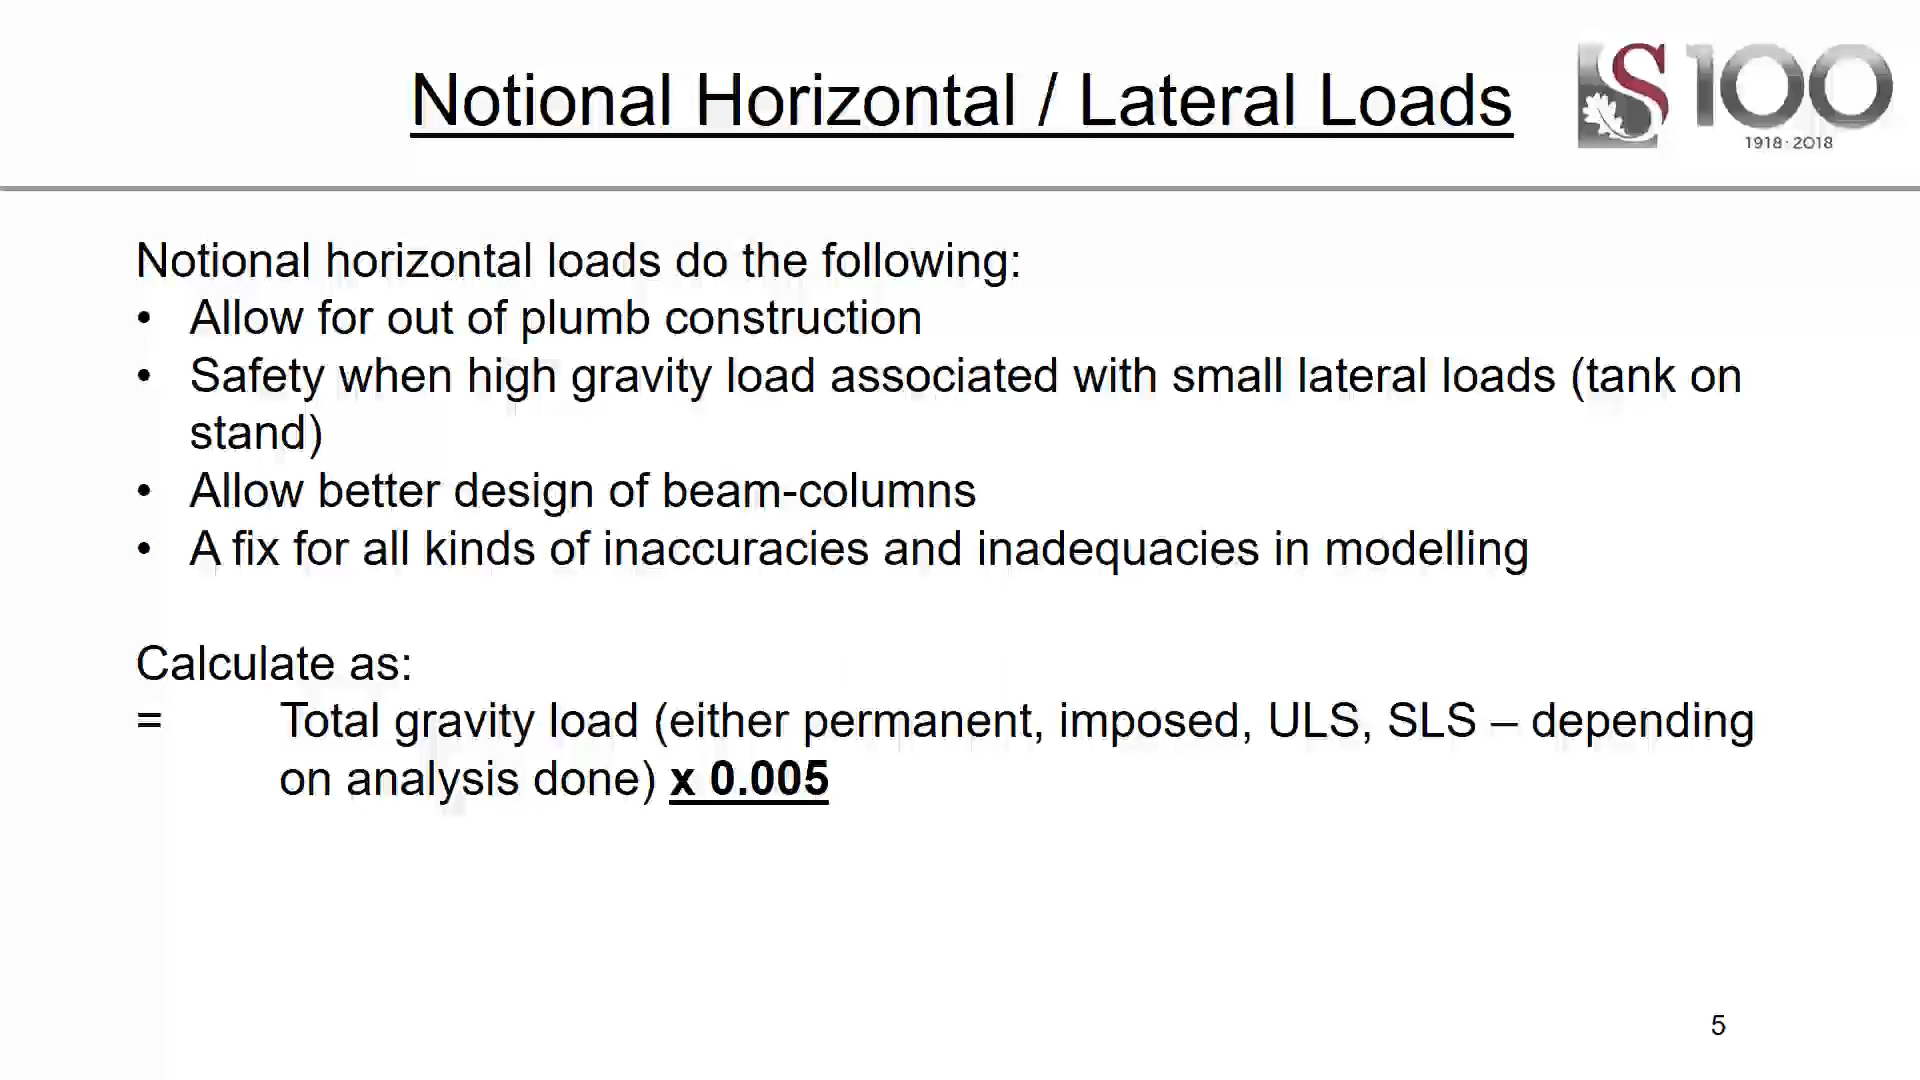 Notional Horizontal / Lateral Loads
S100
1918·2018
Notional horizontal loads do the following:
• Allow for out of plumb construction
• Safety when high gravity load associated with small lateral loads (tank on
stand)
• Allow better design of beam-columns
• A fix for all kinds of inaccuracies and inadequacies in modelling
Calculate as:
= Total gravity load (either permanent, imposed, ULS, SLS – depending
on analysis done) x 0.005
5